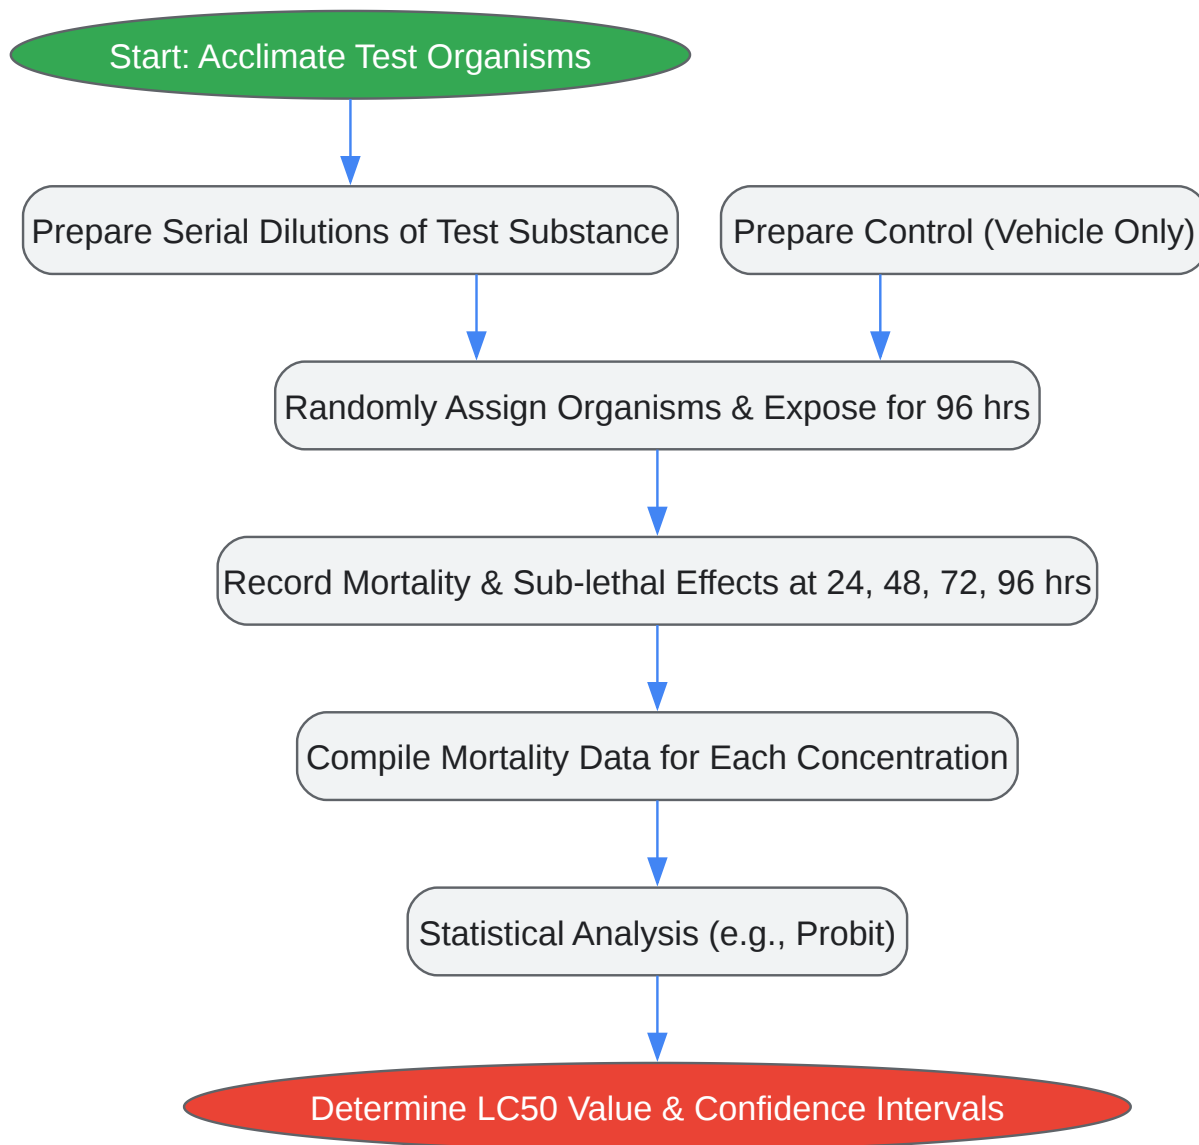 Start: Acclimate Test Organisms
Prepare Serial Dilutions of Test Substance
Prepare Control (Vehicle Only)
Randomly Assign Organisms & Expose for 96 hrs
Record Mortality & Sub-lethal Effects at 24, 48, 72, 96 hrs
Compile Mortality Data for Each Concentration
Statistical Analysis (e.g., Probit)
Determine LC50 Value & Confidence Intervals